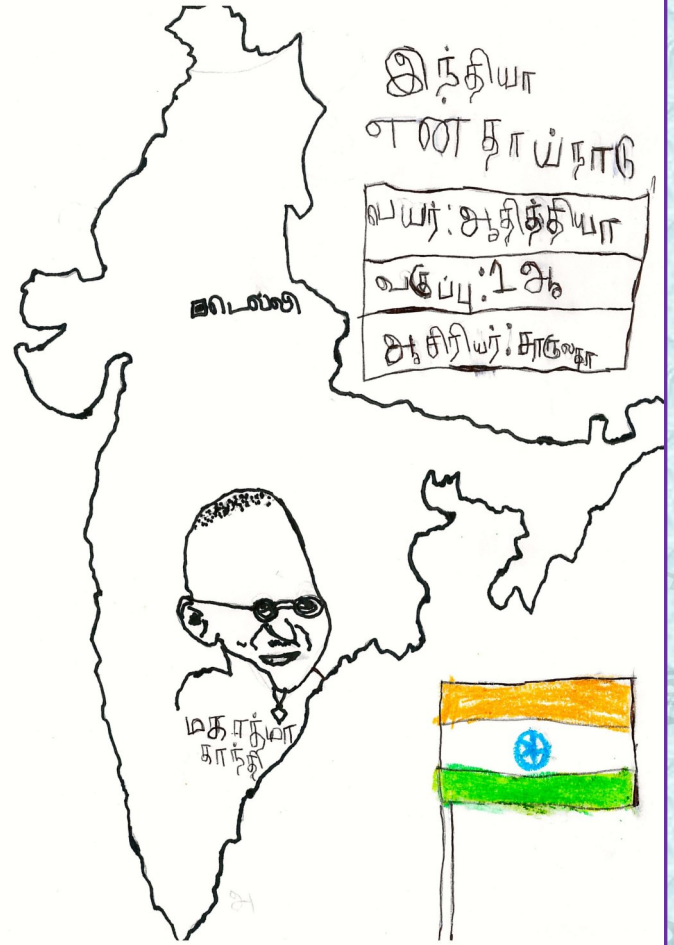 இந்தியா
என தாய்நாடு
பெயர்: ஆதித்தியா
வகுப்பு: 1 ஆ
ஆசிரியர்: சாருலதா
டெல்லி
மகாத்மா
காந்தி